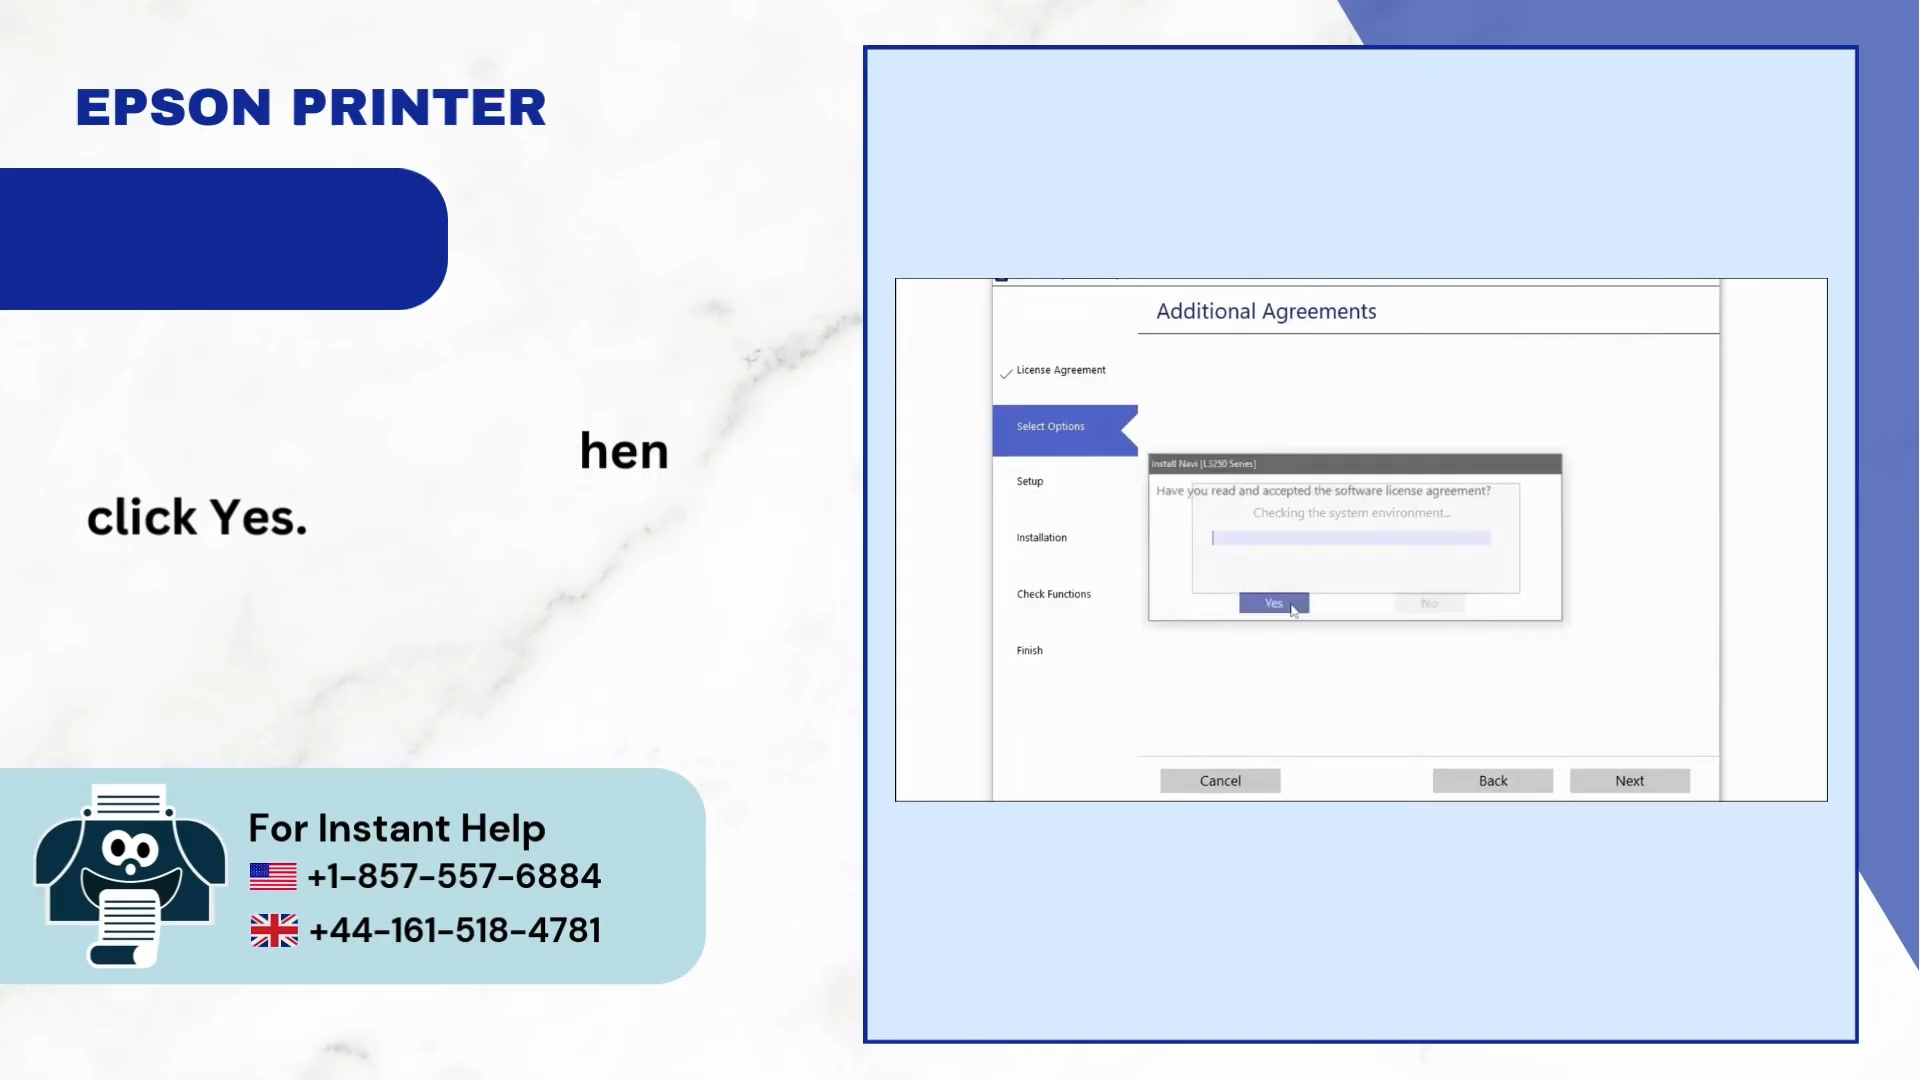 EPSON PRINTER
hen
click Yes.
For Instant Help
+1-857-557-6884
+44-161-518-4781
Additional Agreements
License Agreement
Select Options
Setup
Installation
Check Functions
Finish
Install Navi [L3250 Series]
Have you read and accepted the software license agreement?
Checking the system environment...
Yes
No
Cancel
Back
Next